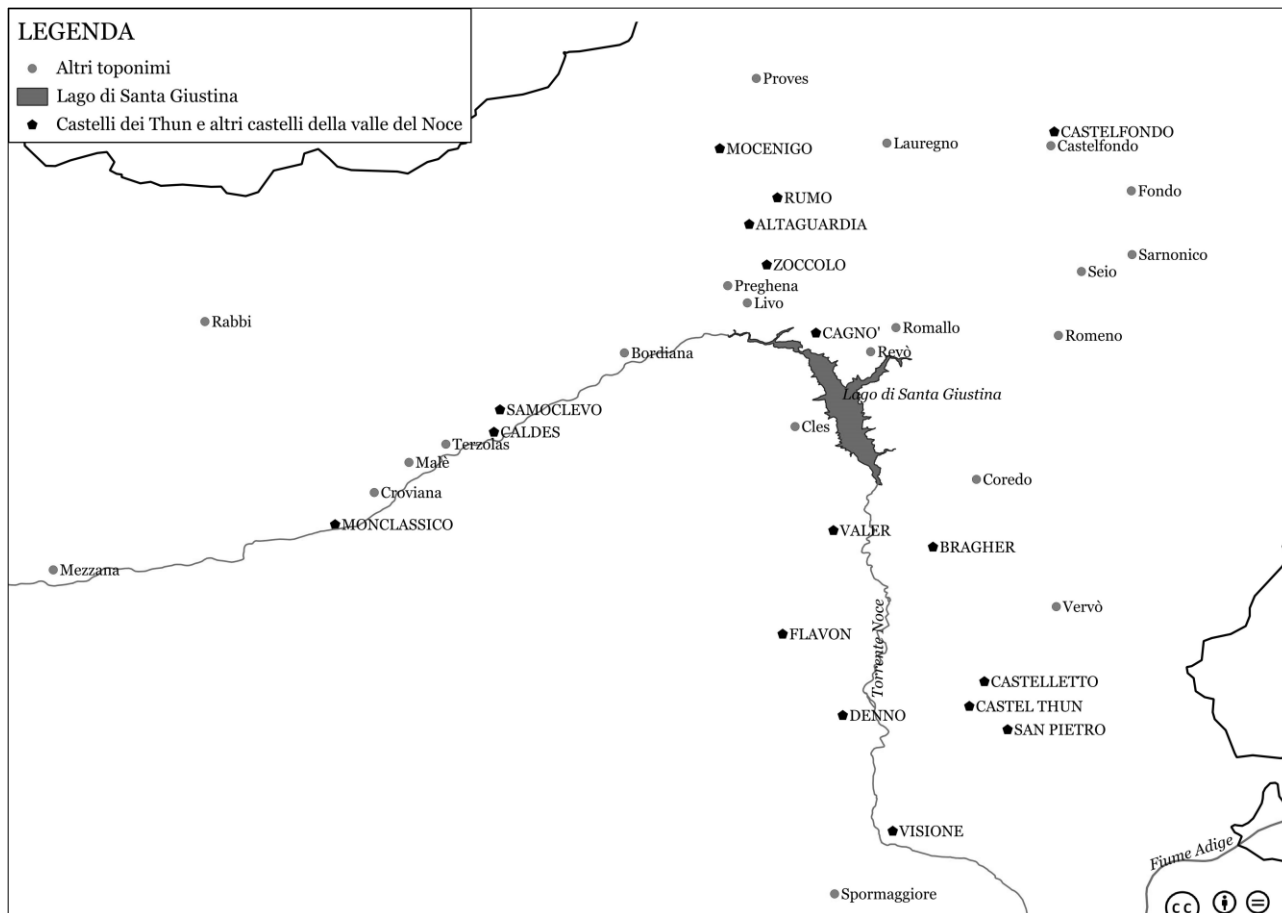 LEGENDA
Altri toponimi
Lago di Santa Giustina
Castelli dei Thun e altri castelli della valle del Noce
Proves
CASTELFONDO
Castelfondo
Lauregno
MOCENIGO
Fondo
RUMO
ALTAGUARDIA
Sarnonico
ZOCCOLO
Seio
Preghena
Livo
Rabbi
Romallo
CAGNO'
Romeno
Revò
Bordiana
Lago di Santa Giustina
SAMOCLEVO
Cles
CALDES
Terzolas
Malè
Coredo
Croviana
MONCLASSICO
VALER
BRAGHER
Mezzana
Vervò
Torrente Noce
FLAVON
CASTELLETTO
CASTEL THUN
DENNO
SAN PIETRO
VISIONE
Fiume Adige
Spormaggiore
cc